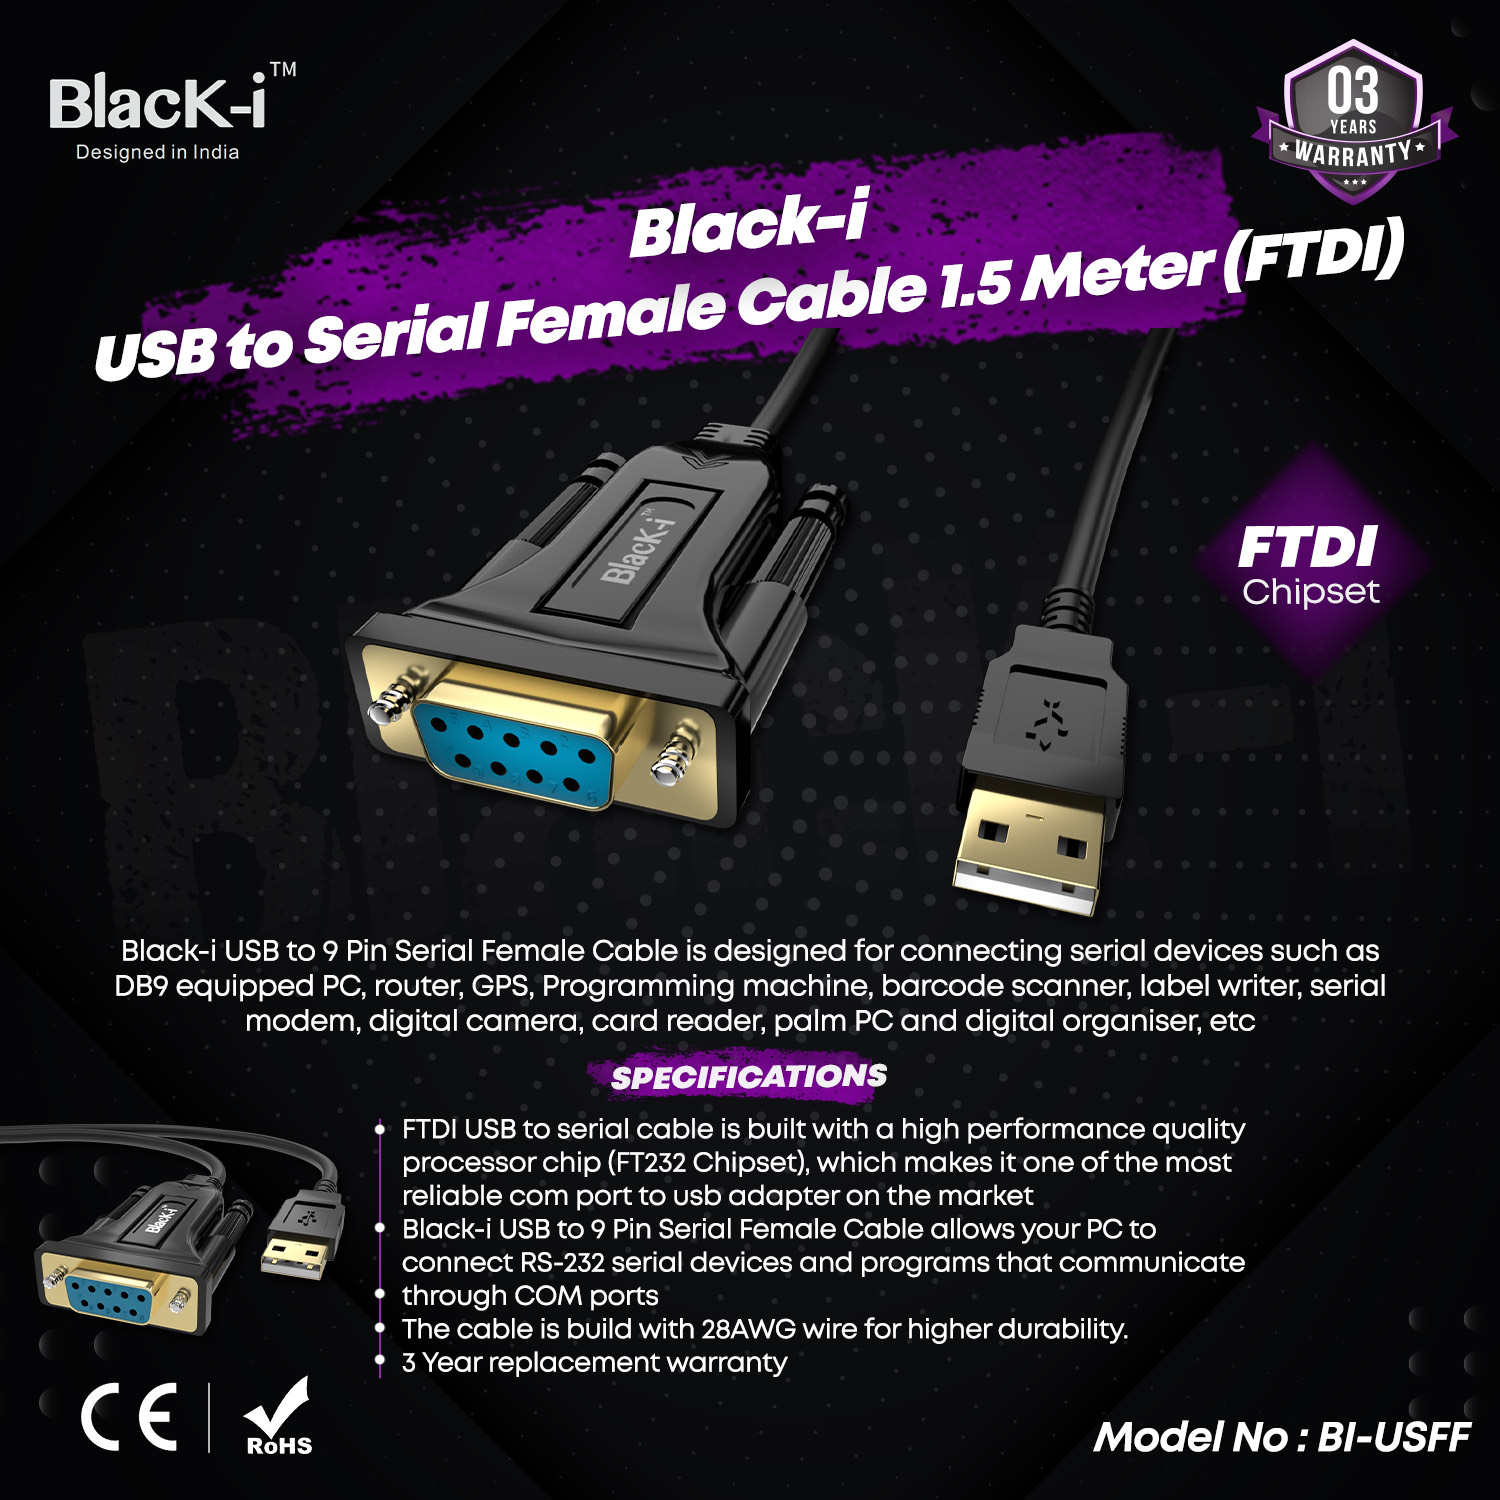 BlacK-i™
Designed in India
03
YEARS
WARRANTY
Black-i
USB to Serial Female Cable 1.5 Meter (FTDI)
BlacK-i™
FTDI
Chipset
Black-i USB to 9 Pin Serial Female Cable is designed for connecting serial devices such as
DB9 equipped PC, router, GPS, Programming machine, barcode scanner, label writer, serial
modem, digital camera, card reader, palm PC and digital organiser, etc
SPECIFICATIONS
FTDI USB to serial cable is built with a high performance quality
processor chip (FT232 Chipset), which makes it one of the most
reliable com port to usb adapter on the market
Black-i USB to 9 Pin Serial Female Cable allows your PC to
connect RS-232 serial devices and programs that communicate
through COM ports
The cable is build with 28AWG wire for higher durability.
3 Year replacement warranty
BlacK-i
CE
RoHS
Model No : BI-USFF